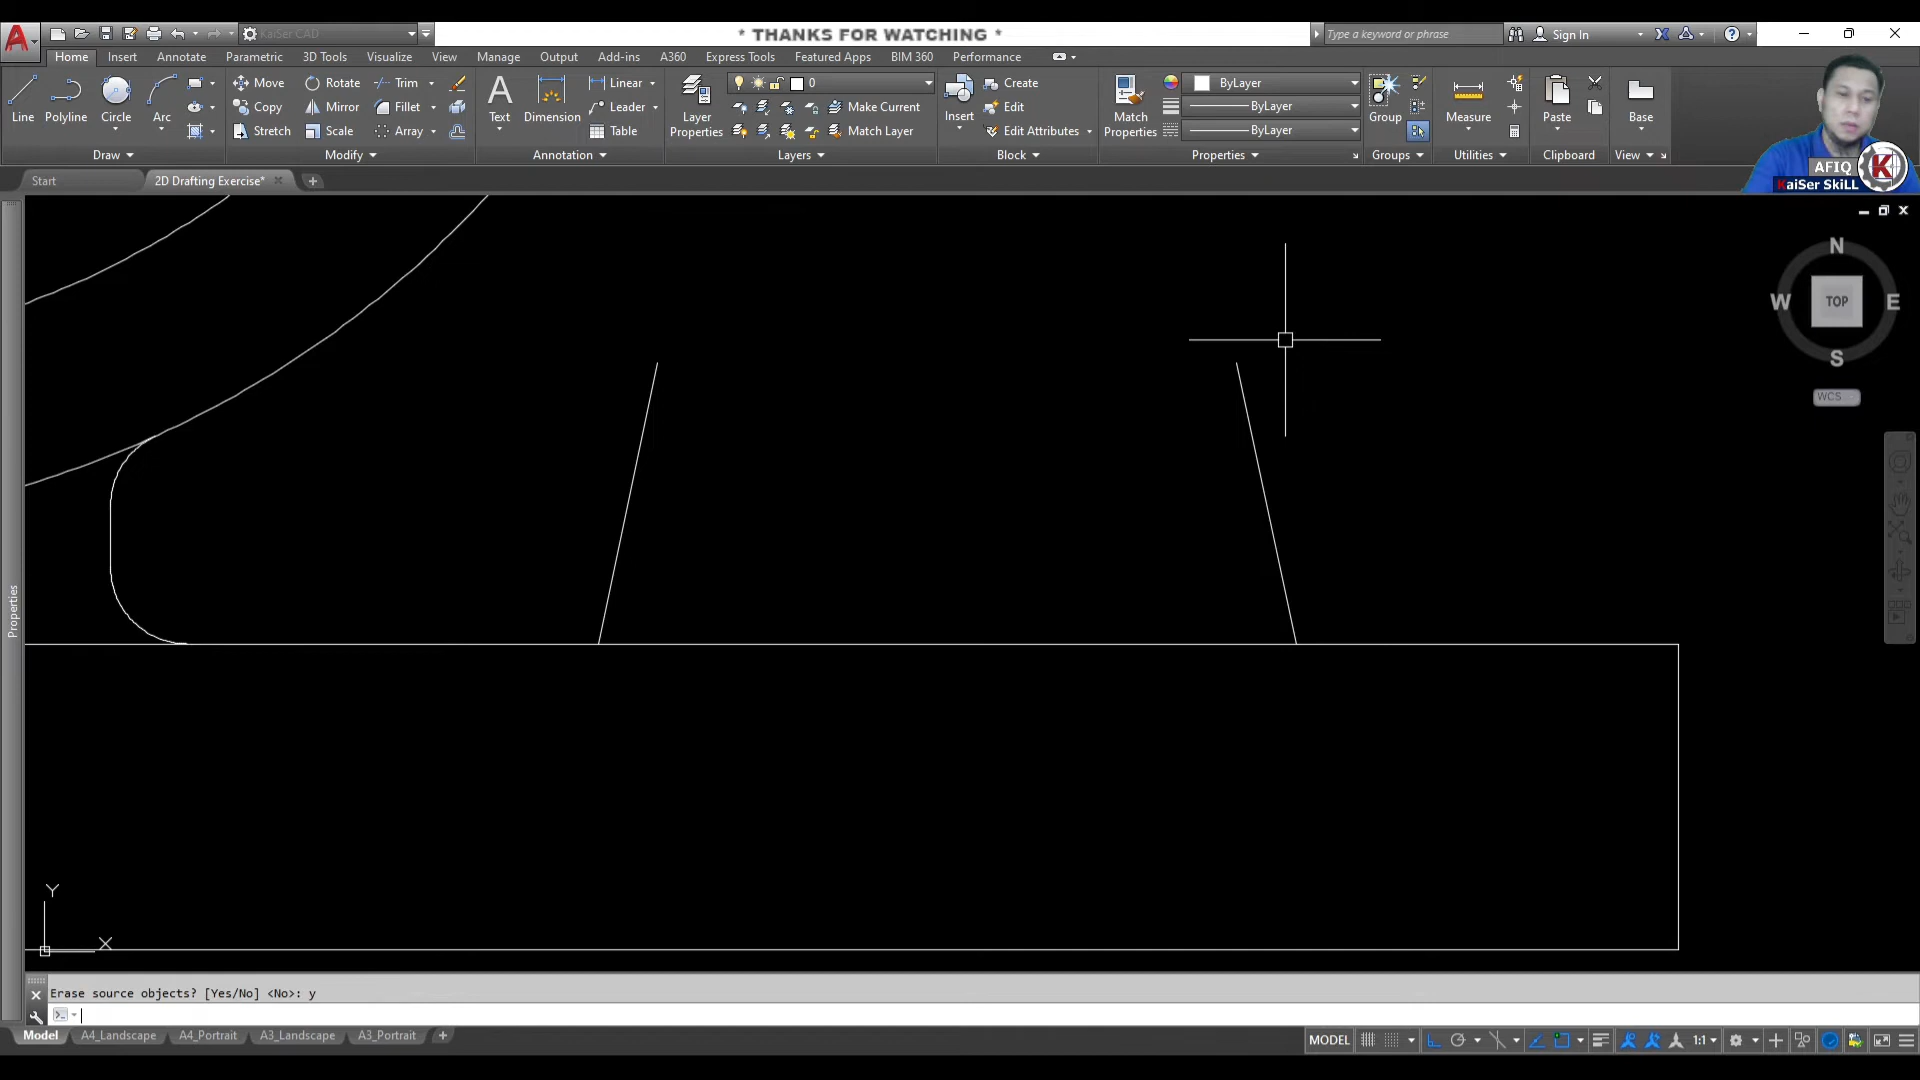 KaiSer CAD
* THANKS FOR WATCHING *
Type a keyword or phrase
Sign In
Home Insert Annotate Parametric 3D Tools Visualize View Manage Output Add-ins A360 Express Tools Featured Apps BIM 360 Performance
Line Polyline Circle Arc
Draw
Move Rotate Trim
Copy Mirror Fillet
Stretch Scale Array
Modify
Text Dimension
Linear
Leader
Table
Annotation
Layer Properties
0
Make Current
Match Layer
Layers
Insert
Create
Edit
Edit Attributes
Block
Match Properties
ByLayer
ByLayer
ByLayer
Properties
Group
Groups
Measure
Utilities
Paste
Clipboard
Base
View
AFIQ
KaiSer SkiLL
K
Start 2D Drafting Exercise*
N
W TOP E
S
WCS
Properties
Y
X
Erase source objects? [Yes/No] <No>: y
Model A4_Landscape A4_Portrait A3_Landscape A3_Portrait
MODEL 1:1